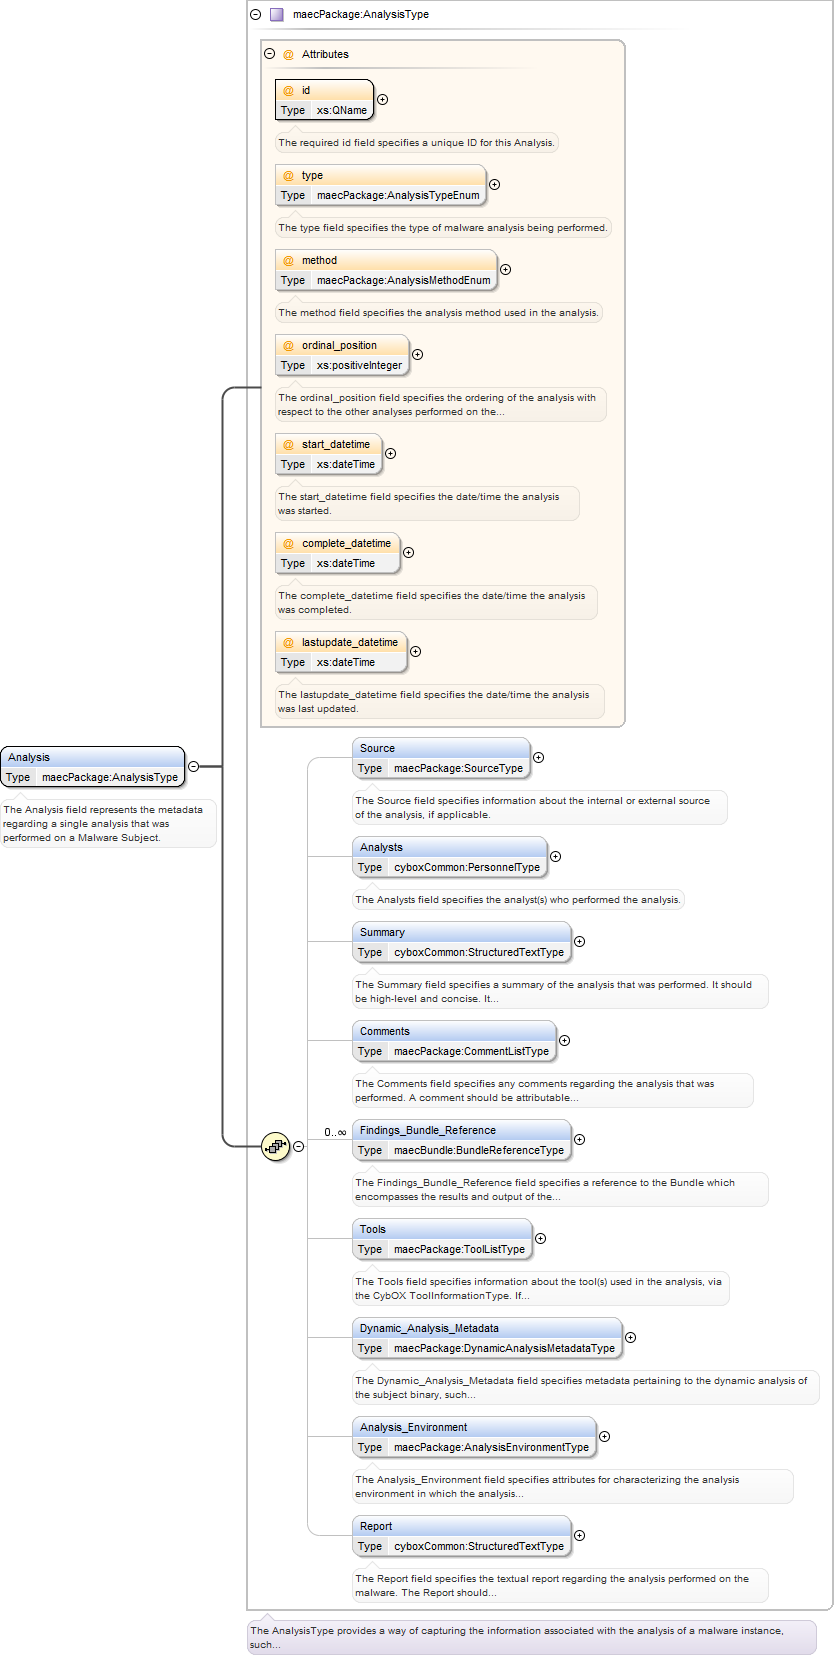 maecPackage:AnalysisType
Attributes
@ id
Type xs:QName
The required id field specifies a unique ID for this Analysis.
@ type
Type maecPackage:AnalysisTypeEnum
The type field specifies the type of malware analysis being performed.
@ method
Type maecPackage:AnalysisMethodEnum
The method field specifies the analysis method used in the analysis.
@ ordinal_position
Type xs:positiveInteger
The ordinal_position field specifies the ordering of the analysis with
respect to the other analyses performed on the...
@ start_datetime
Type xs:dateTime
The start_datetime field specifies the date/time the analysis
was started.
@ complete_datetime
Type xs:dateTime
The complete_datetime field specifies the date/time the analysis
was completed.
@ lastupdate_datetime
Type xs:dateTime
The lastupdate_datetime field specifies the date/time the analysis
was last updated.
Analysis
Type maecPackage:AnalysisType
The Analysis field represents the metadata
regarding a single analysis that was
performed on a Malware Subject.
Source
Type maecPackage:SourceType
The Source field specifies information about the internal or external source
of the analysis, if applicable.
Analysts
Type cyboxCommon:PersonnelType
The Analysts field specifies the analyst(s) who performed the analysis.
Summary
Type cyboxCommon:StructuredTextType
The Summary field specifies a summary of the analysis that was performed. It should
be high-level and concise. It...
Comments
Type maecPackage:CommentListType
The Comments field specifies any comments regarding the analysis that was
performed. A comment should be attributable...
0..∞
Findings_Bundle_Reference
Type maecBundle:BundleReferenceType
The Findings_Bundle_Reference field specifies a reference to the Bundle which
encompasses the results and output of the...
Tools
Type maecPackage:ToolListType
The Tools field specifies information about the tool(s) used in the analysis, via
the CybOX ToolInformationType. If...
Dynamic_Analysis_Metadata
Type maecPackage:DynamicAnalysisMetadataType
The Dynamic_Analysis_Metadata field specifies metadata pertaining to the dynamic analysis of
the subject binary, such...
Analysis_Environment
Type maecPackage:AnalysisEnvironmentType
The Analysis_Environment field specifies attributes for characterizing the analysis
environment in which the analysis...
Report
Type cyboxCommon:StructuredTextType
The Report field specifies the textual report regarding the analysis performed on the
malware. The Report should...
The AnalysisType provides a way of capturing the information associated with the analysis of a malware instance,
such...